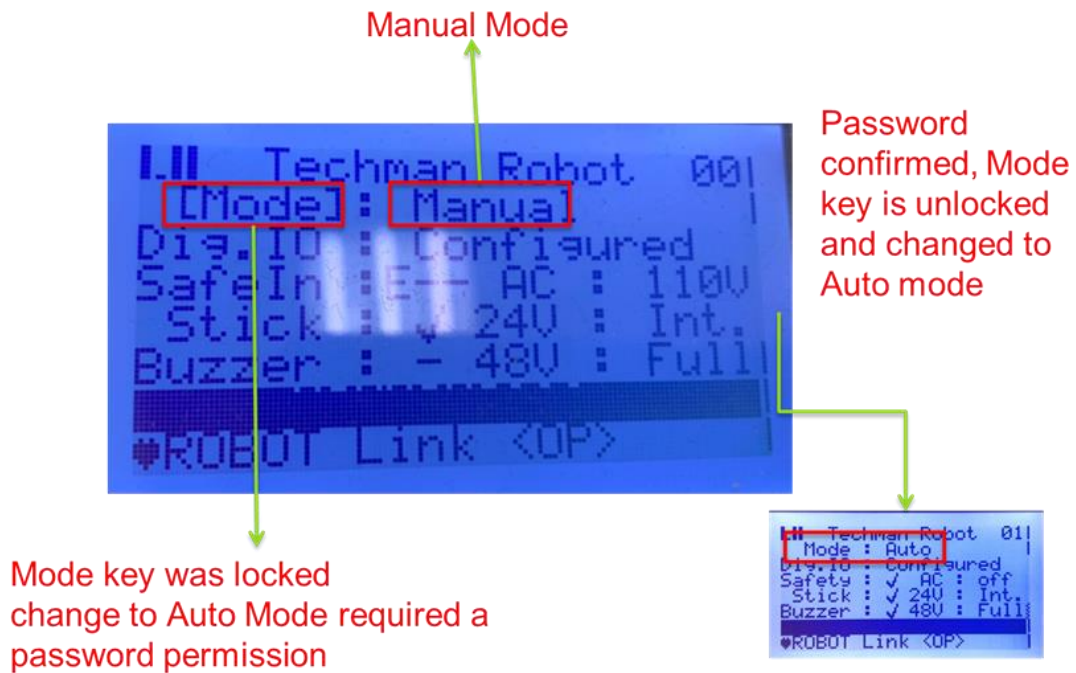 Manual Mode
Techman Robot 00
[Mode] : Manual
Dig.IO : Configured
SafeIn :E-- AC : 110V
Stick : ✓ 24V : Int.
Buzzer : - 48V : Full
♥ROBOT Link <OP>
Password
confirmed, Mode
key is unlocked
and changed to
Auto mode
Mode key was locked
change to Auto Mode required a
password permission
Techman Robot 01
Mode : Auto
Dig.IO : Configured
Safety : ✓ AC : off
Stick : ✓ 24V : Int.
Buzzer : ✓ 48V : Full
♥ROBOT Link <OP>